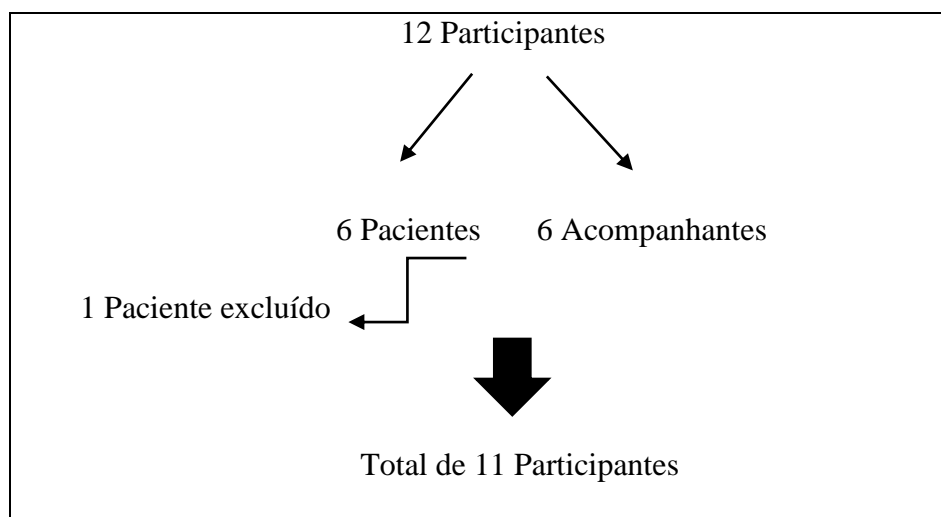 12 Participantes
6 Pacientes 6 Acompanhantes
1 Paciente excluído
Total de 11 Participantes